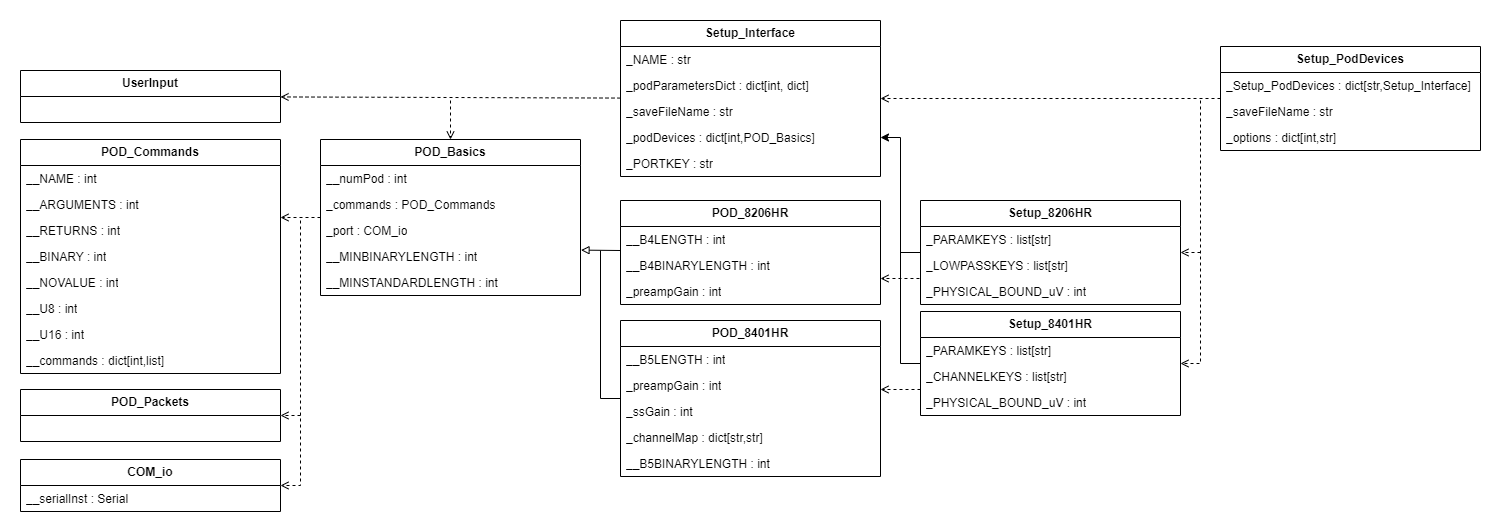 UserInput
POD_Commands
__NAME : int
__ARGUMENTS : int
__RETURNS : int
__BINARY : int
__NOVALUE : int
__U8 : int
__U16 : int
__commands : dict[int,list]
POD_Packets
COM_io
__serialInst : Serial
POD_Basics
__numPod : int
_commands : POD_Commands
_port : COM_io
__MINBINARYLENGTH : int
__MINSTANDARDLENGTH : int
Setup_Interface
_NAME : str
_podParametersDict : dict[int, dict]
_saveFileName : str
_podDevices : dict[int,POD_Basics]
_PORTKEY : str
POD_8206HR
__B4LENGTH : int
__B4BINARYLENGTH : int
_preampGain : int
POD_8401HR
__B5LENGTH : int
_preampGain : int
_ssGain : int
_channelMap : dict[str,str]
__B5BINARYLENGTH : int
Setup_8206HR
_PARAMKEYS : list[str]
_LOWPASSKEYS : list[str]
_PHYSICAL_BOUND_uV : int
Setup_8401HR
_PARAMKEYS : list[str]
_CHANNELKEYS : list[str]
_PHYSICAL_BOUND_uV : int
Setup_PodDevices
_Setup_PodDevices : dict[str,Setup_Interface]
_saveFileName : str
_options : dict[int,str]